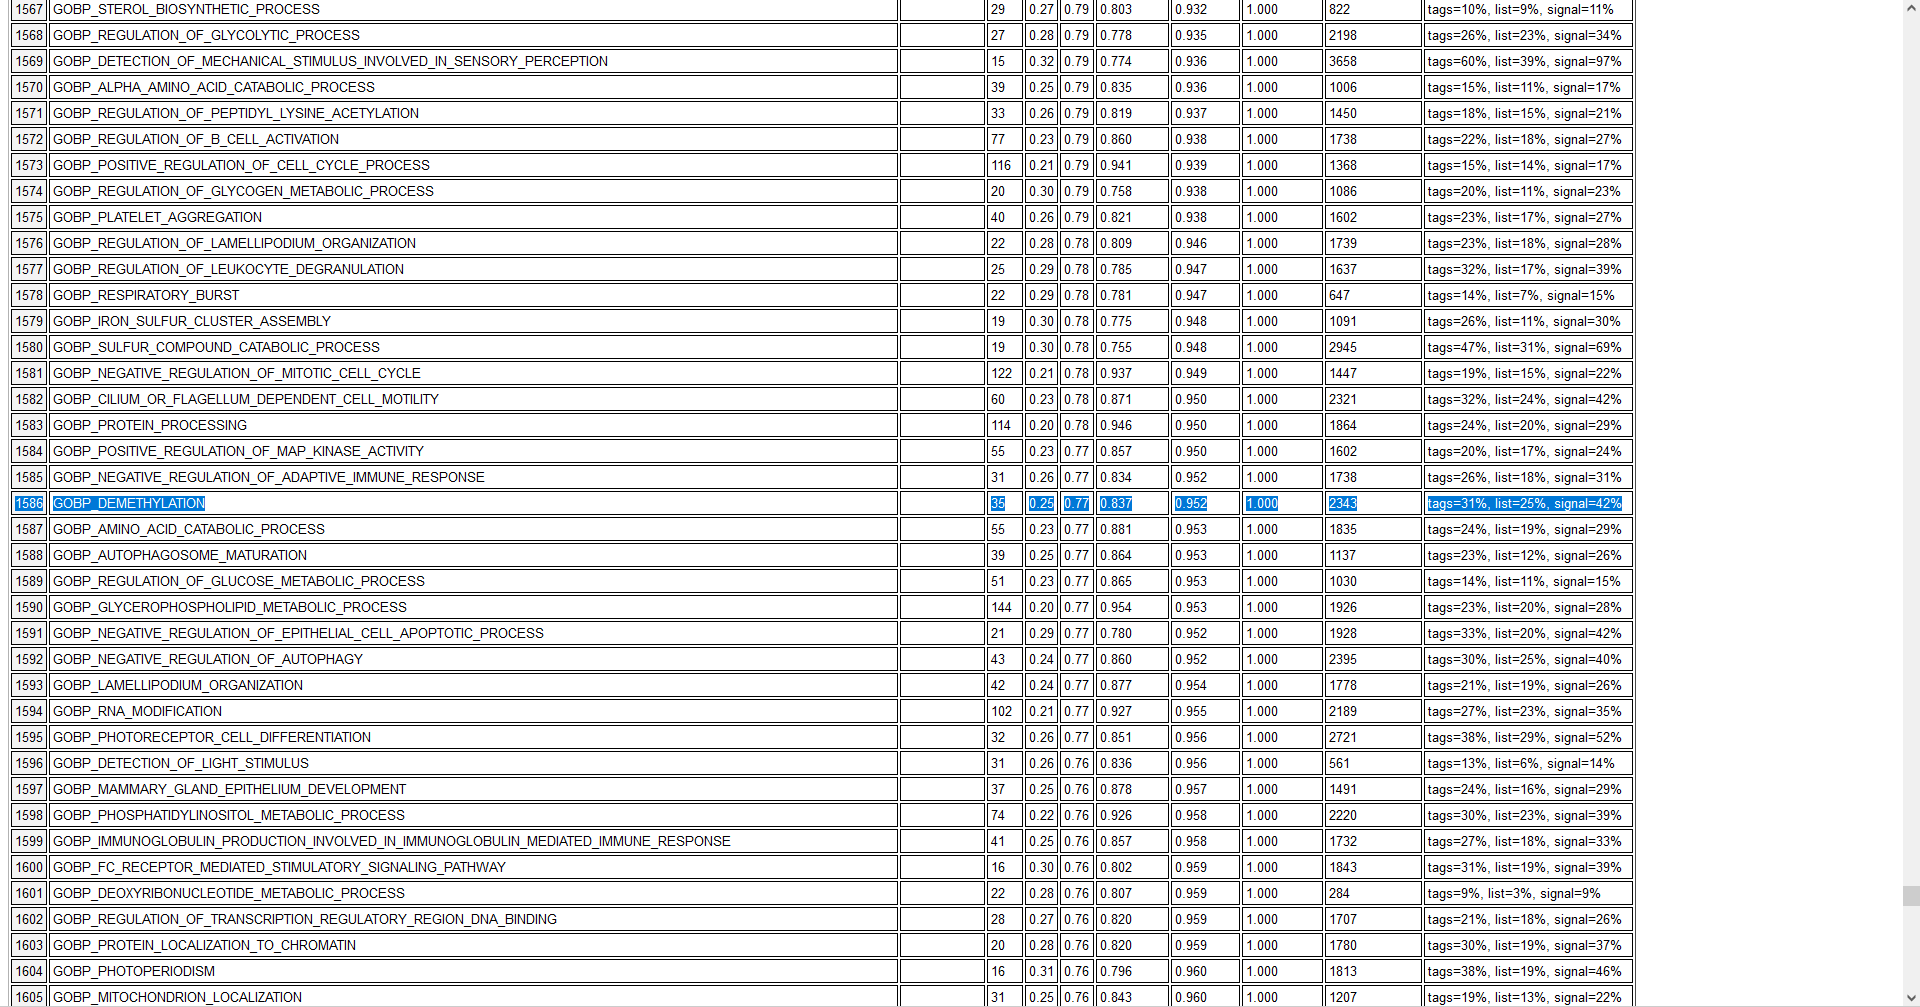 1567 GOBP_STEROL_BIOSYNTHETIC_PROCESS 29 0.27 0.79 0.803 0.932 1.000 822 tags=10%, list=9%, signal=11%
1568 GOBP_REGULATION_OF_GLYCOLYTIC_PROCESS 27 0.28 0.79 0.778 0.935 1.000 2198 tags=26%, list=23%, signal=34%
1569 GOBP_DETECTION_OF_MECHANICAL_STIMULUS_INVOLVED_IN_SENSORY_PERCEPTION 15 0.32 0.79 0.774 0.936 1.000 3658 tags=60%, list=39%, signal=97%
1570 GOBP_ALPHA_AMINO_ACID_CATABOLIC_PROCESS 39 0.25 0.79 0.835 0.936 1.000 1006 tags=15%, list=11%, signal=17%
1571 GOBP_REGULATION_OF_PEPTIDYL_LYSINE_ACETYLATION 33 0.26 0.79 0.819 0.937 1.000 1450 tags=18%, list=15%, signal=21%
1572 GOBP_REGULATION_OF_B_CELL_ACTIVATION 77 0.23 0.79 0.860 0.938 1.000 1738 tags=22%, list=18%, signal=27%
1573 GOBP_POSITIVE_REGULATION_OF_CELL_CYCLE_PROCESS 116 0.21 0.79 0.941 0.939 1.000 1368 tags=15%, list=14%, signal=17%
1574 GOBP_REGULATION_OF_GLYCOGEN_METABOLIC_PROCESS 20 0.30 0.79 0.758 0.938 1.000 1086 tags=20%, list=11%, signal=23%
1575 GOBP_PLATELET_AGGREGATION 40 0.26 0.79 0.821 0.938 1.000 1602 tags=23%, list=17%, signal=27%
1576 GOBP_REGULATION_OF_LAMELLIPODIUM_ORGANIZATION 22 0.28 0.78 0.809 0.946 1.000 1739 tags=23%, list=18%, signal=28%
1577 GOBP_REGULATION_OF_LEUKOCYTE_DEGRANULATION 25 0.29 0.78 0.785 0.947 1.000 1637 tags=32%, list=17%, signal=39%
1578 GOBP_RESPIRATORY_BURST 22 0.29 0.78 0.781 0.947 1.000 647 tags=14%, list=7%, signal=15%
1579 GOBP_IRON_SULFUR_CLUSTER_ASSEMBLY 19 0.30 0.78 0.775 0.948 1.000 1091 tags=26%, list=11%, signal=30%
1580 GOBP_SULFUR_COMPOUND_CATABOLIC_PROCESS 19 0.30 0.78 0.755 0.948 1.000 2945 tags=47%, list=31%, signal=69%
1581 GOBP_NEGATIVE_REGULATION_OF_MITOTIC_CELL_CYCLE 122 0.21 0.78 0.937 0.949 1.000 1447 tags=19%, list=15%, signal=22%
1582 GOBP_CILIUM_OR_FLAGELLUM_DEPENDENT_CELL_MOTILITY 60 0.23 0.78 0.871 0.950 1.000 2321 tags=32%, list=24%, signal=42%
1583 GOBP_PROTEIN_PROCESSING 114 0.20 0.78 0.946 0.950 1.000 1864 tags=24%, list=20%, signal=29%
1584 GOBP_POSITIVE_REGULATION_OF_MAP_KINASE_ACTIVITY 55 0.23 0.77 0.857 0.950 1.000 1602 tags=20%, list=17%, signal=24%
1585 GOBP_NEGATIVE_REGULATION_OF_ADAPTIVE_IMMUNE_RESPONSE 31 0.26 0.77 0.834 0.952 1.000 1738 tags=26%, list=18%, signal=31%
1586 GOBP_DEMETHYLATION 35 0.25 0.77 0.837 0.952 1.000 2343 tags=31%, list=25%, signal=42%
1587 GOBP_AMINO_ACID_CATABOLIC_PROCESS 55 0.23 0.77 0.881 0.953 1.000 1835 tags=24%, list=19%, signal=29%
1588 GOBP_AUTOPHAGOSOME_MATURATION 39 0.25 0.77 0.864 0.953 1.000 1137 tags=23%, list=12%, signal=26%
1589 GOBP_REGULATION_OF_GLUCOSE_METABOLIC_PROCESS 51 0.23 0.77 0.865 0.953 1.000 1030 tags=14%, list=11%, signal=15%
1590 GOBP_GLYCEROPHOSPHOLIPID_METABOLIC_PROCESS 144 0.20 0.77 0.954 0.953 1.000 1926 tags=23%, list=20%, signal=28%
1591 GOBP_NEGATIVE_REGULATION_OF_EPITHELIAL_CELL_APOPTOTIC_PROCESS 21 0.29 0.77 0.780 0.952 1.000 1928 tags=33%, list=20%, signal=42%
1592 GOBP_NEGATIVE_REGULATION_OF_AUTOPHAGY 43 0.24 0.77 0.860 0.952 1.000 2395 tags=30%, list=25%, signal=40%
1593 GOBP_LAMELLIPODIUM_ORGANIZATION 42 0.24 0.77 0.877 0.954 1.000 1778 tags=21%, list=19%, signal=26%
1594 GOBP_RNA_MODIFICATION 102 0.21 0.77 0.927 0.955 1.000 2189 tags=27%, list=23%, signal=35%
1595 GOBP_PHOTORECEPTOR_CELL_DIFFERENTIATION 32 0.26 0.77 0.851 0.956 1.000 2721 tags=38%, list=29%, signal=52%
1596 GOBP_DETECTION_OF_LIGHT_STIMULUS 31 0.26 0.76 0.836 0.956 1.000 561 tags=13%, list=6%, signal=14%
1597 GOBP_MAMMARY_GLAND_EPITHELIUM_DEVELOPMENT 37 0.25 0.76 0.878 0.957 1.000 1491 tags=24%, list=16%, signal=29%
1598 GOBP_PHOSPHATIDYLINOSITOL_METABOLIC_PROCESS 74 0.22 0.76 0.926 0.958 1.000 2220 tags=30%, list=23%, signal=39%
1599 GOBP_IMMUNOGLOBULIN_PRODUCTION_INVOLVED_IN_IMMUNOGLOBULIN_MEDIATED_IMMUNE_RESPONSE 41 0.25 0.76 0.857 0.958 1.000 1732 tags=27%, list=18%, signal=33%
1600 GOBP_FC_RECEPTOR_MEDIATED_STIMULATORY_SIGNALING_PATHWAY 16 0.30 0.76 0.802 0.959 1.000 1843 tags=31%, list=19%, signal=39%
1601 GOBP_DEOXYRIBONUCLEOTIDE_METABOLIC_PROCESS 22 0.28 0.76 0.807 0.959 1.000 284 tags=9%, list=3%, signal=9%
1602 GOBP_REGULATION_OF_TRANSCRIPTION_REGULATORY_REGION_DNA_BINDING 28 0.27 0.76 0.820 0.959 1.000 1707 tags=21%, list=18%, signal=26%
1603 GOBP_PROTEIN_LOCALIZATION_TO_CHROMATIN 20 0.28 0.76 0.820 0.959 1.000 1780 tags=30%, list=19%, signal=37%
1604 GOBP_PHOTOPERIODISM 16 0.31 0.76 0.796 0.960 1.000 1813 tags=38%, list=19%, signal=46%
1605 GOBP_MITOCHONDRION_LOCALIZATION 31 0.25 0.76 0.843 0.960 1.000 1207 tags=19%, list=13%, signal=22%